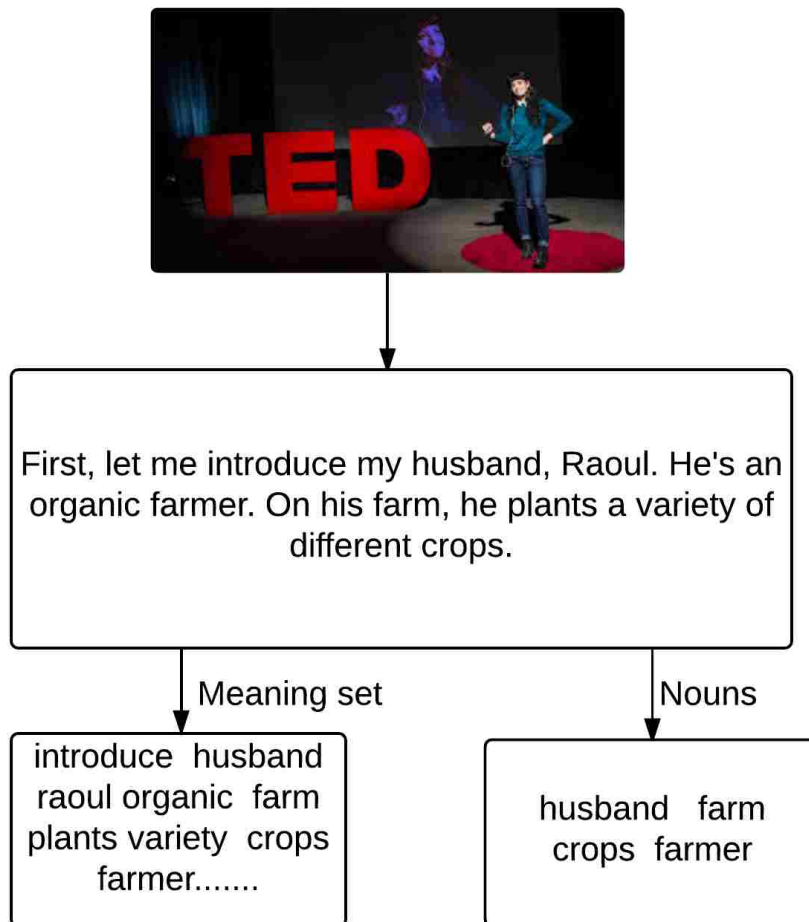 TED
First, let me introduce my husband, Raoul. He's an
organic farmer. On his farm, he plants a variety of
different crops.
Meaning set
Nouns
introduce husband
raoul organic farm
plants variety crops
farmer.......
husband farm
crops farmer